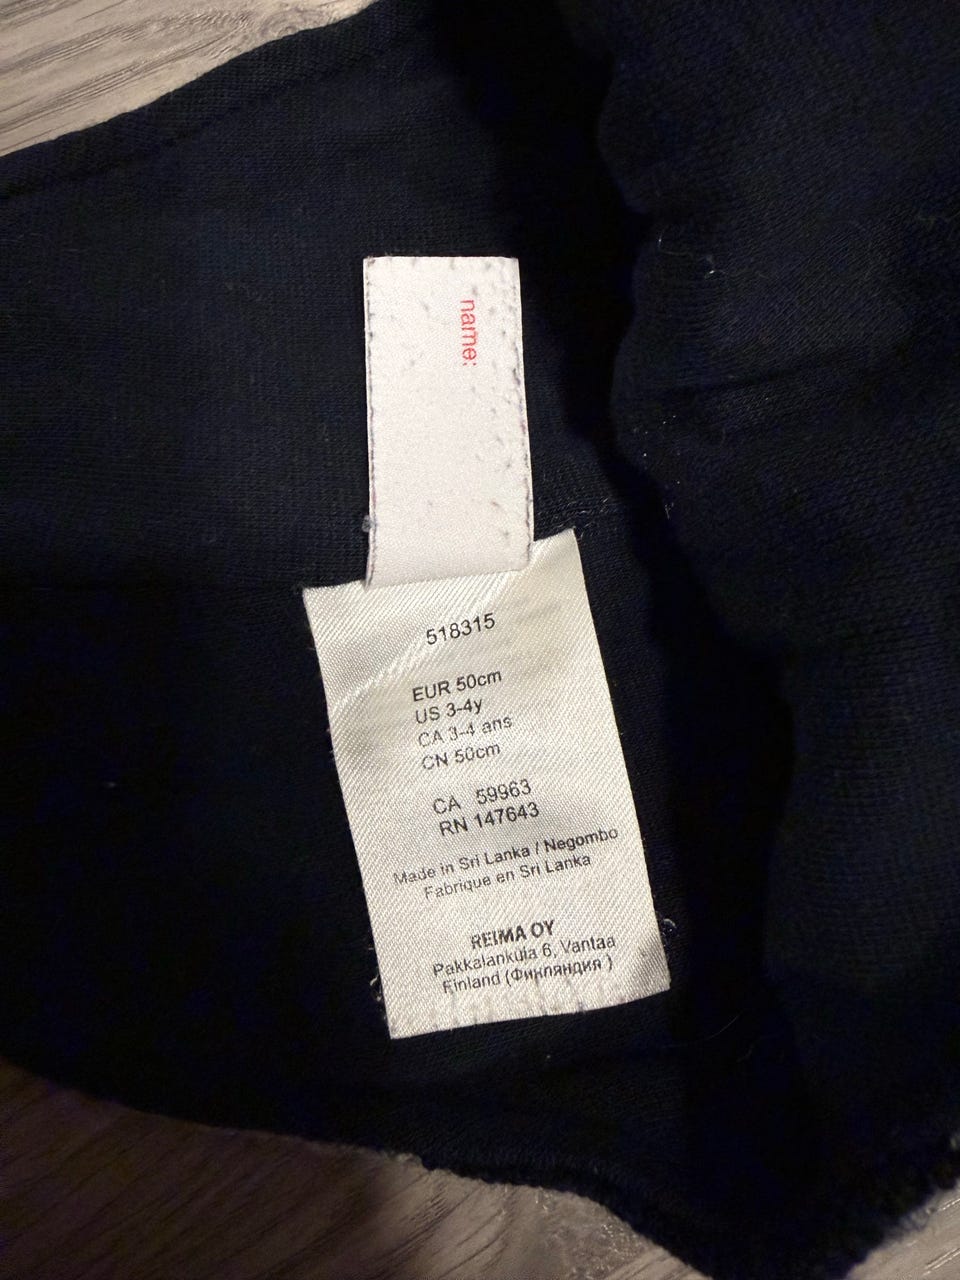 name:
518315
EUR 50cm
US 3-4y
CA 3-4 ans
CN 50cm
CA 59963
RN 147643
Made in Sri Lanka / Negombo
Fabrique en Sri Lanka
REIMA OY
Pakkalankuja 6, Vantaa
Finland (Финляндия )